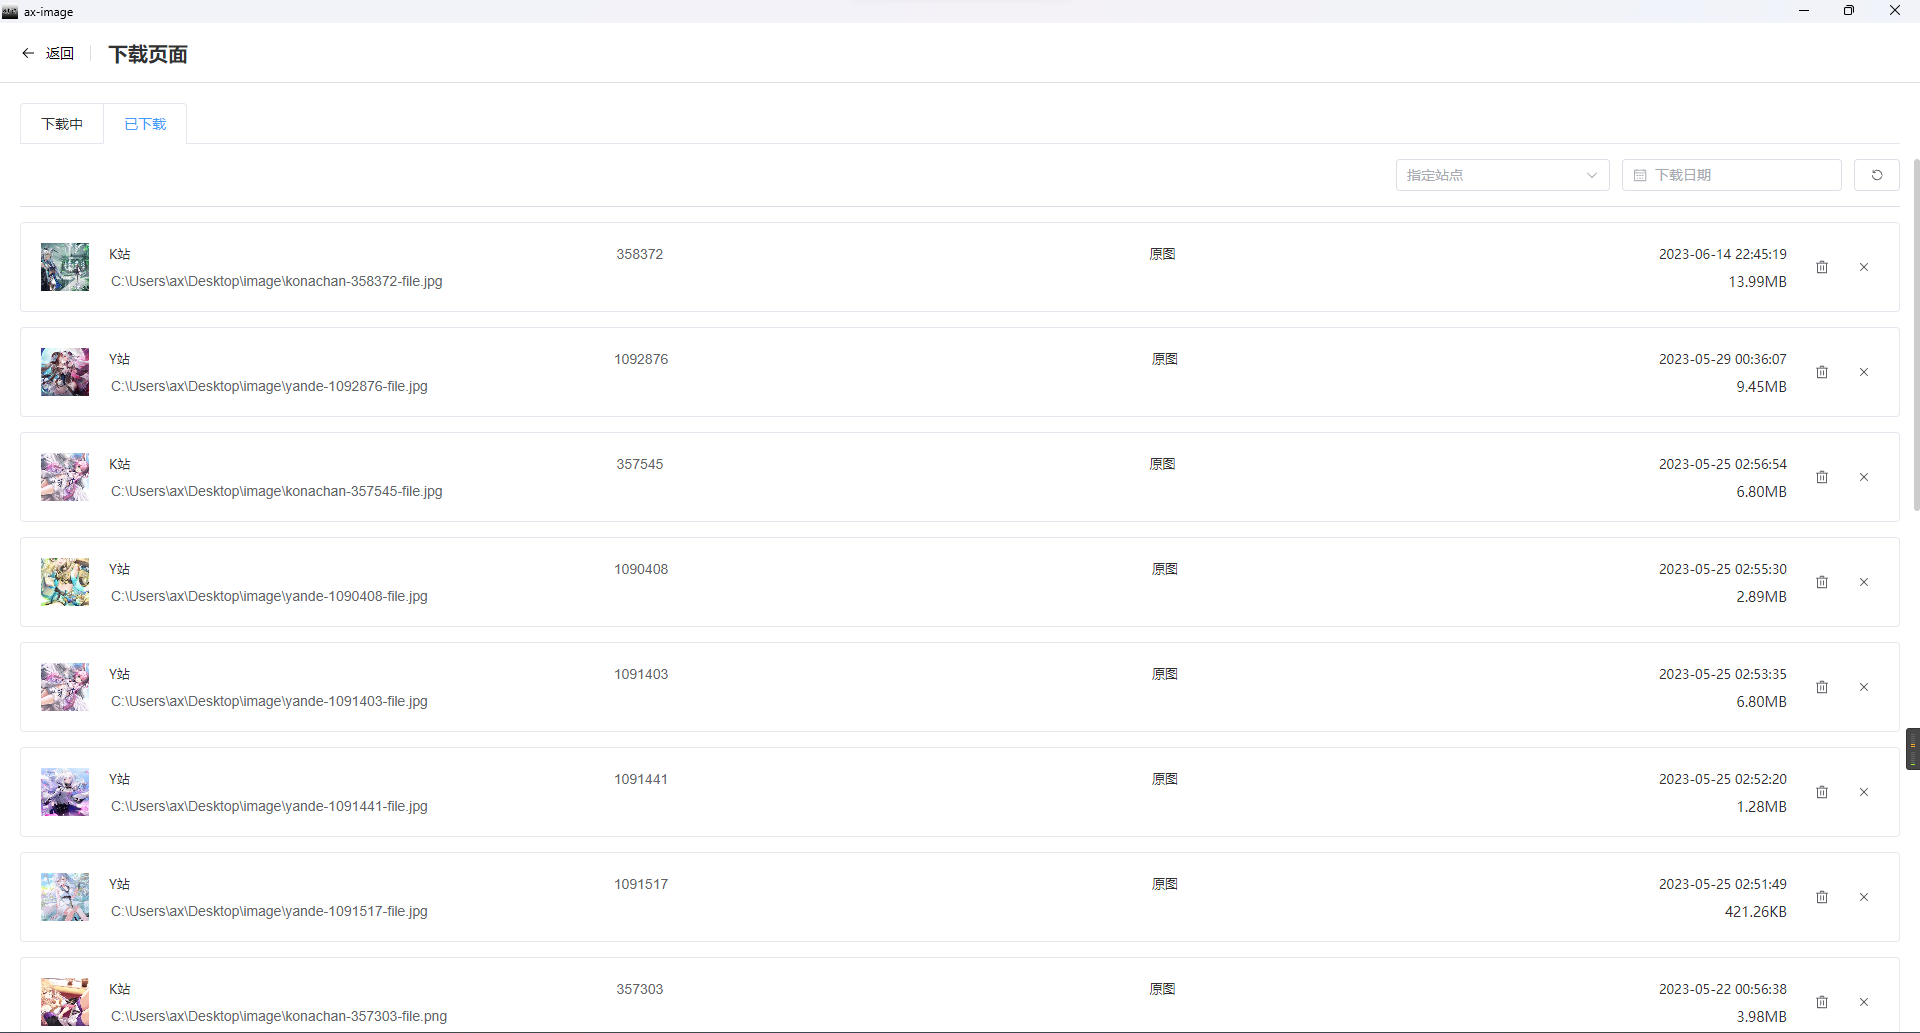 ax-image
返回
下载页面
下载中
已下载
指定站点
下载日期
K站 358372 原图 2023-06-14 22:45:19
C:\Users\ax\Desktop\image\konachan-358372-file.jpg 13.99MB
Y站 1092876 原图 2023-05-29 00:36:07
C:\Users\ax\Desktop\image\yande-1092876-file.jpg 9.45MB
K站 357545 原图 2023-05-25 02:56:54
C:\Users\ax\Desktop\image\konachan-357545-file.jpg 6.80MB
Y站 1090408 原图 2023-05-25 02:55:30
C:\Users\ax\Desktop\image\yande-1090408-file.jpg 2.89MB
Y站 1091403 原图 2023-05-25 02:53:35
C:\Users\ax\Desktop\image\yande-1091403-file.jpg 6.80MB
Y站 1091441 原图 2023-05-25 02:52:20
C:\Users\ax\Desktop\image\yande-1091441-file.jpg 1.28MB
Y站 1091517 原图 2023-05-25 02:51:49
C:\Users\ax\Desktop\image\yande-1091517-file.jpg 421.26KB
K站 357303 原图 2023-05-22 00:56:38
C:\Users\ax\Desktop\image\konachan-357303-file.png 3.98MB